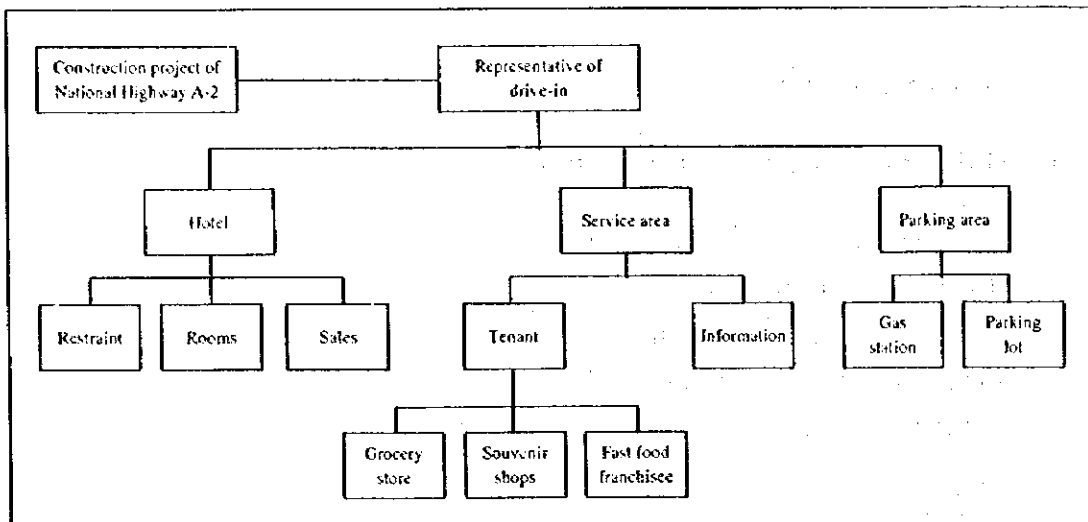 Construction project of
National Highway A-2
Representative of
drive-in
Hotel
Service area
Parking area
Restraint
Rooms
Sales
Tenant
Information
Gas
station
Parking
lot
Grocery
store
Souvenir
shops
Fast food
franchisee